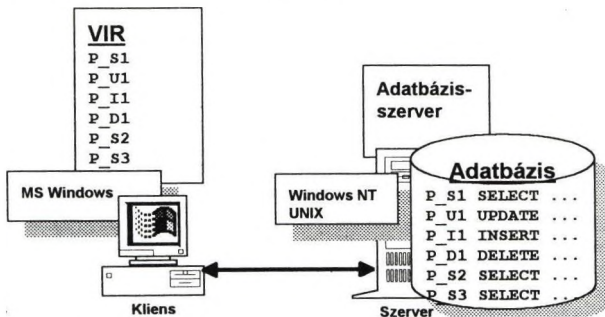 VIR
P_S1
P_U1
P_I1
P_D1
P_S2
P_S3
MS Windows
Kliens
Adatbázis-
szerver
Windows NT
UNIX
Szerver
Adatbázis
P_S1 SELECT ...
P_U1 UPDATE ...
P_I1 INSERT ...
P_D1 DELETE ...
P_S2 SELECT ...
P_S3 SELECT ...